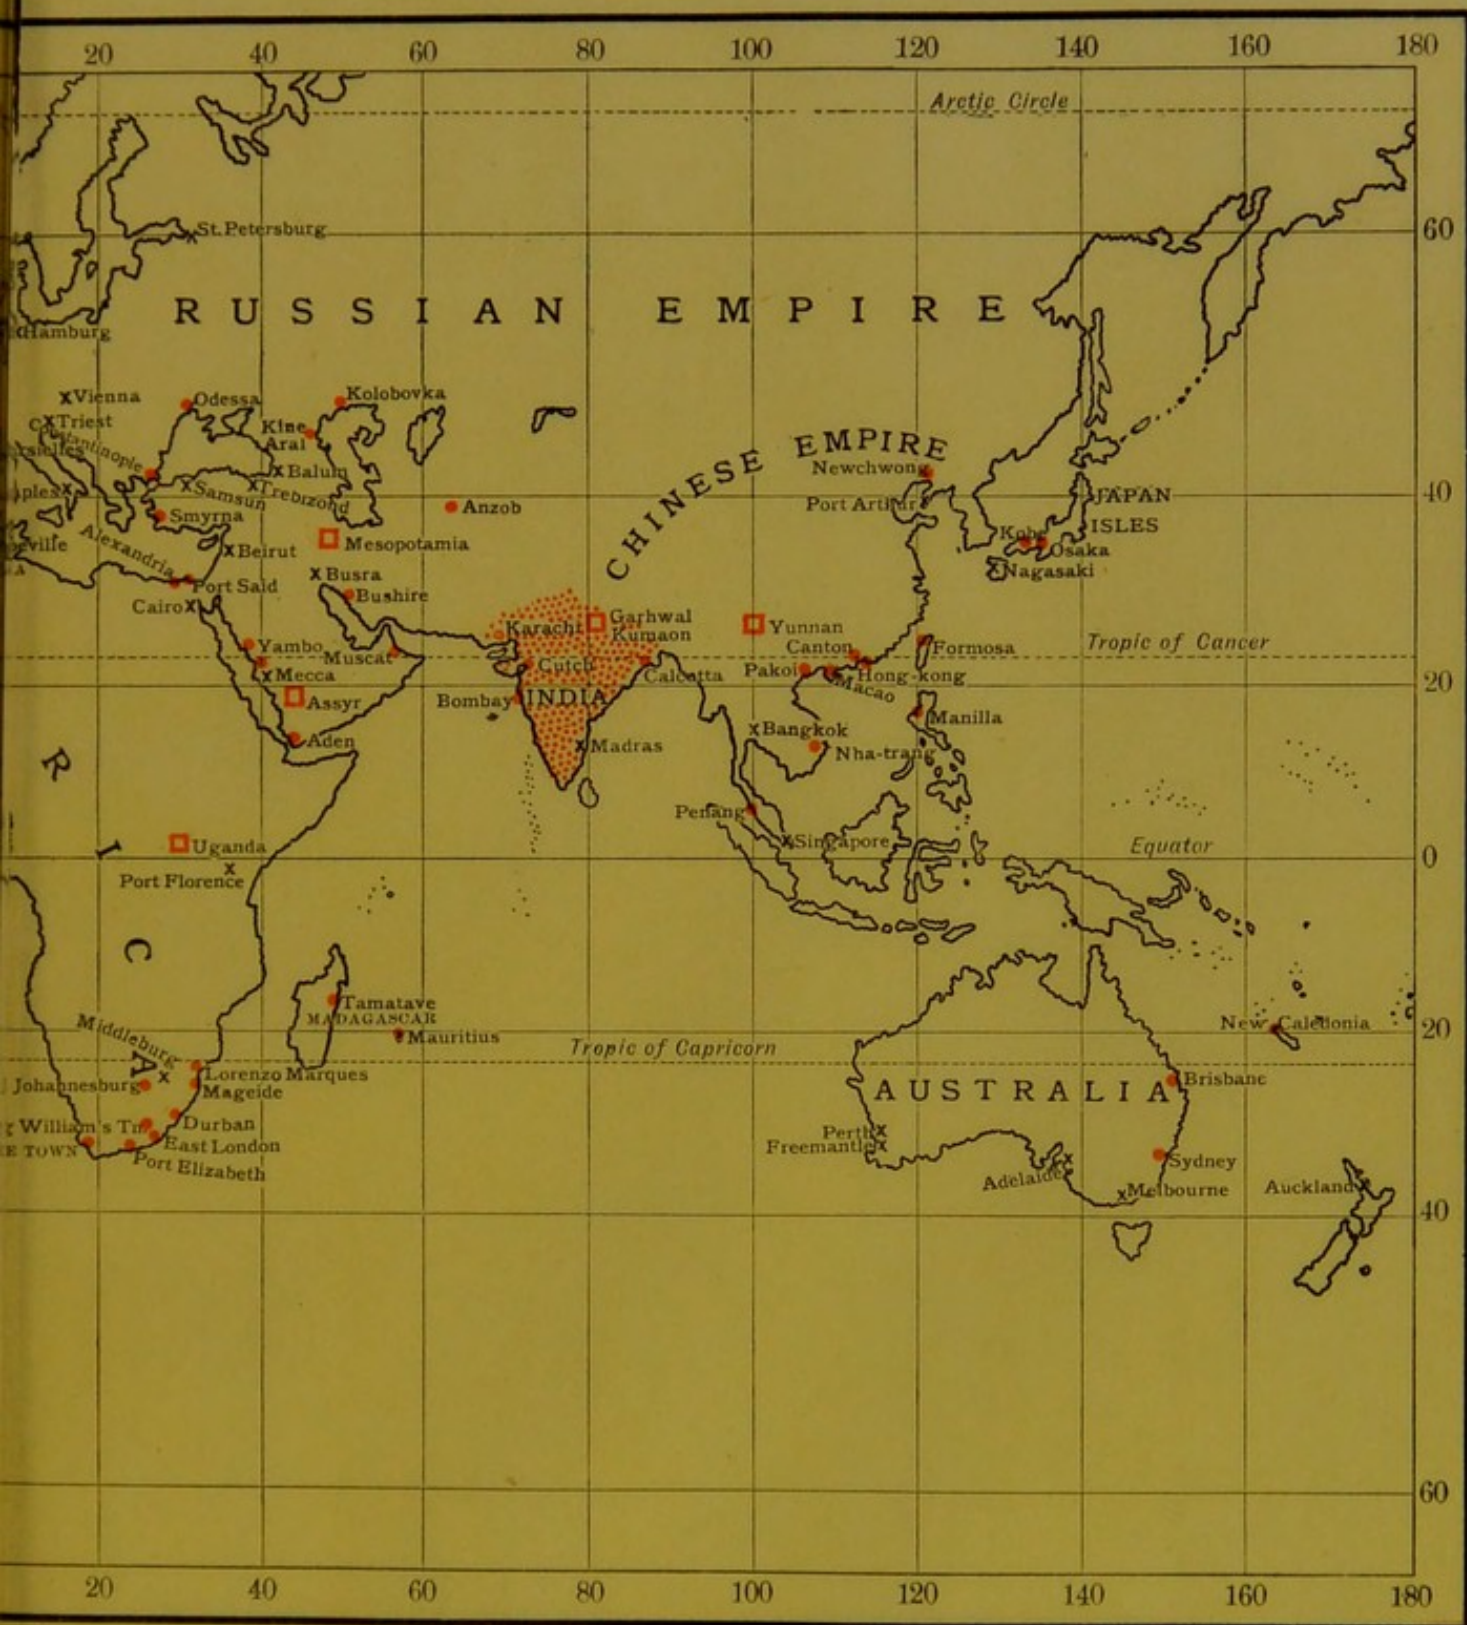 20 40 60 80 100 120 140 160 180
Arctic Circle
St. Petersburg
60
RUSSIAN EMPIRE
Hamburg
Vienna
Odessa
Kolobovka
Triest
Kine
Arai
Constantinople
CHINESE EMPIRE
Balum
Newchwong
Samsun
Trebizond
40
JAPAN
ISLES
Port Arthur
Anzob
Smyrna
Kobe
Osaka
Alexandria
Mesopotamia
Beirut
Nagasaki
Busra
Port Said
Bushire
Cairo
Garhwal
Kumaon
Karachi
Yunnan
Tropic of Cancer
Yambo
Canton
Formosa
Muscat
Cutch
Mecca
Calcutta
Pakoi
Hong-kong
20
Macao
Assyr
Bombay
INDIA
Manilla
Bangkok
Aden
Madras
Nha-trang
R
I
C
A
Penang
Uganda
Singapore
Equator
0
Port Florence
Tamatave
MADAGASCAR
Middleburg
Mauritius
New Caledonia
20
Tropic of Capricorn
Lorenzo Marques
Johannesburg
Mageide
AUSTRALIA
Brisbane
William's Tn.
Durban
Perth
Freemantle
TOWN
East London
Port Elizabeth
Sydney
Adelaide
Melbourne
Auckland
40
60
20 40 60 80 100 120 140 160 180